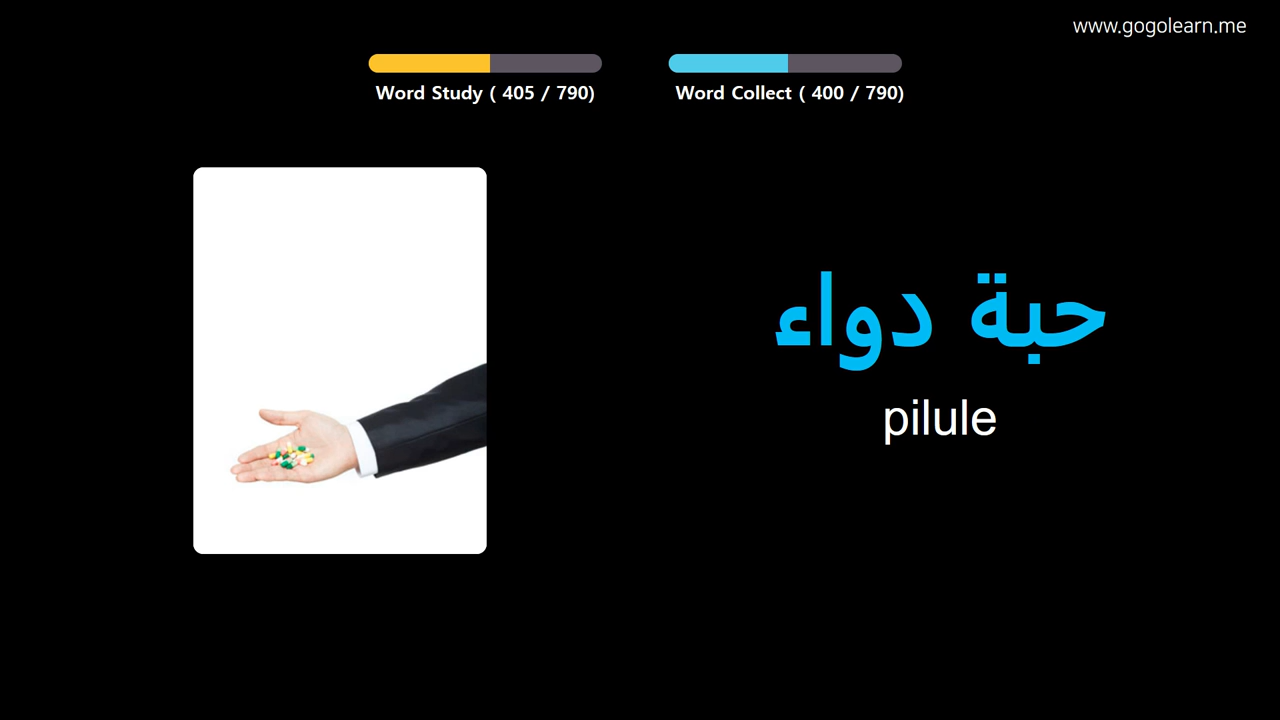 www.gogolearn.me
Word Study ( 405 / 790)
Word Collect ( 400 / 790)
حبة دواء
pilule